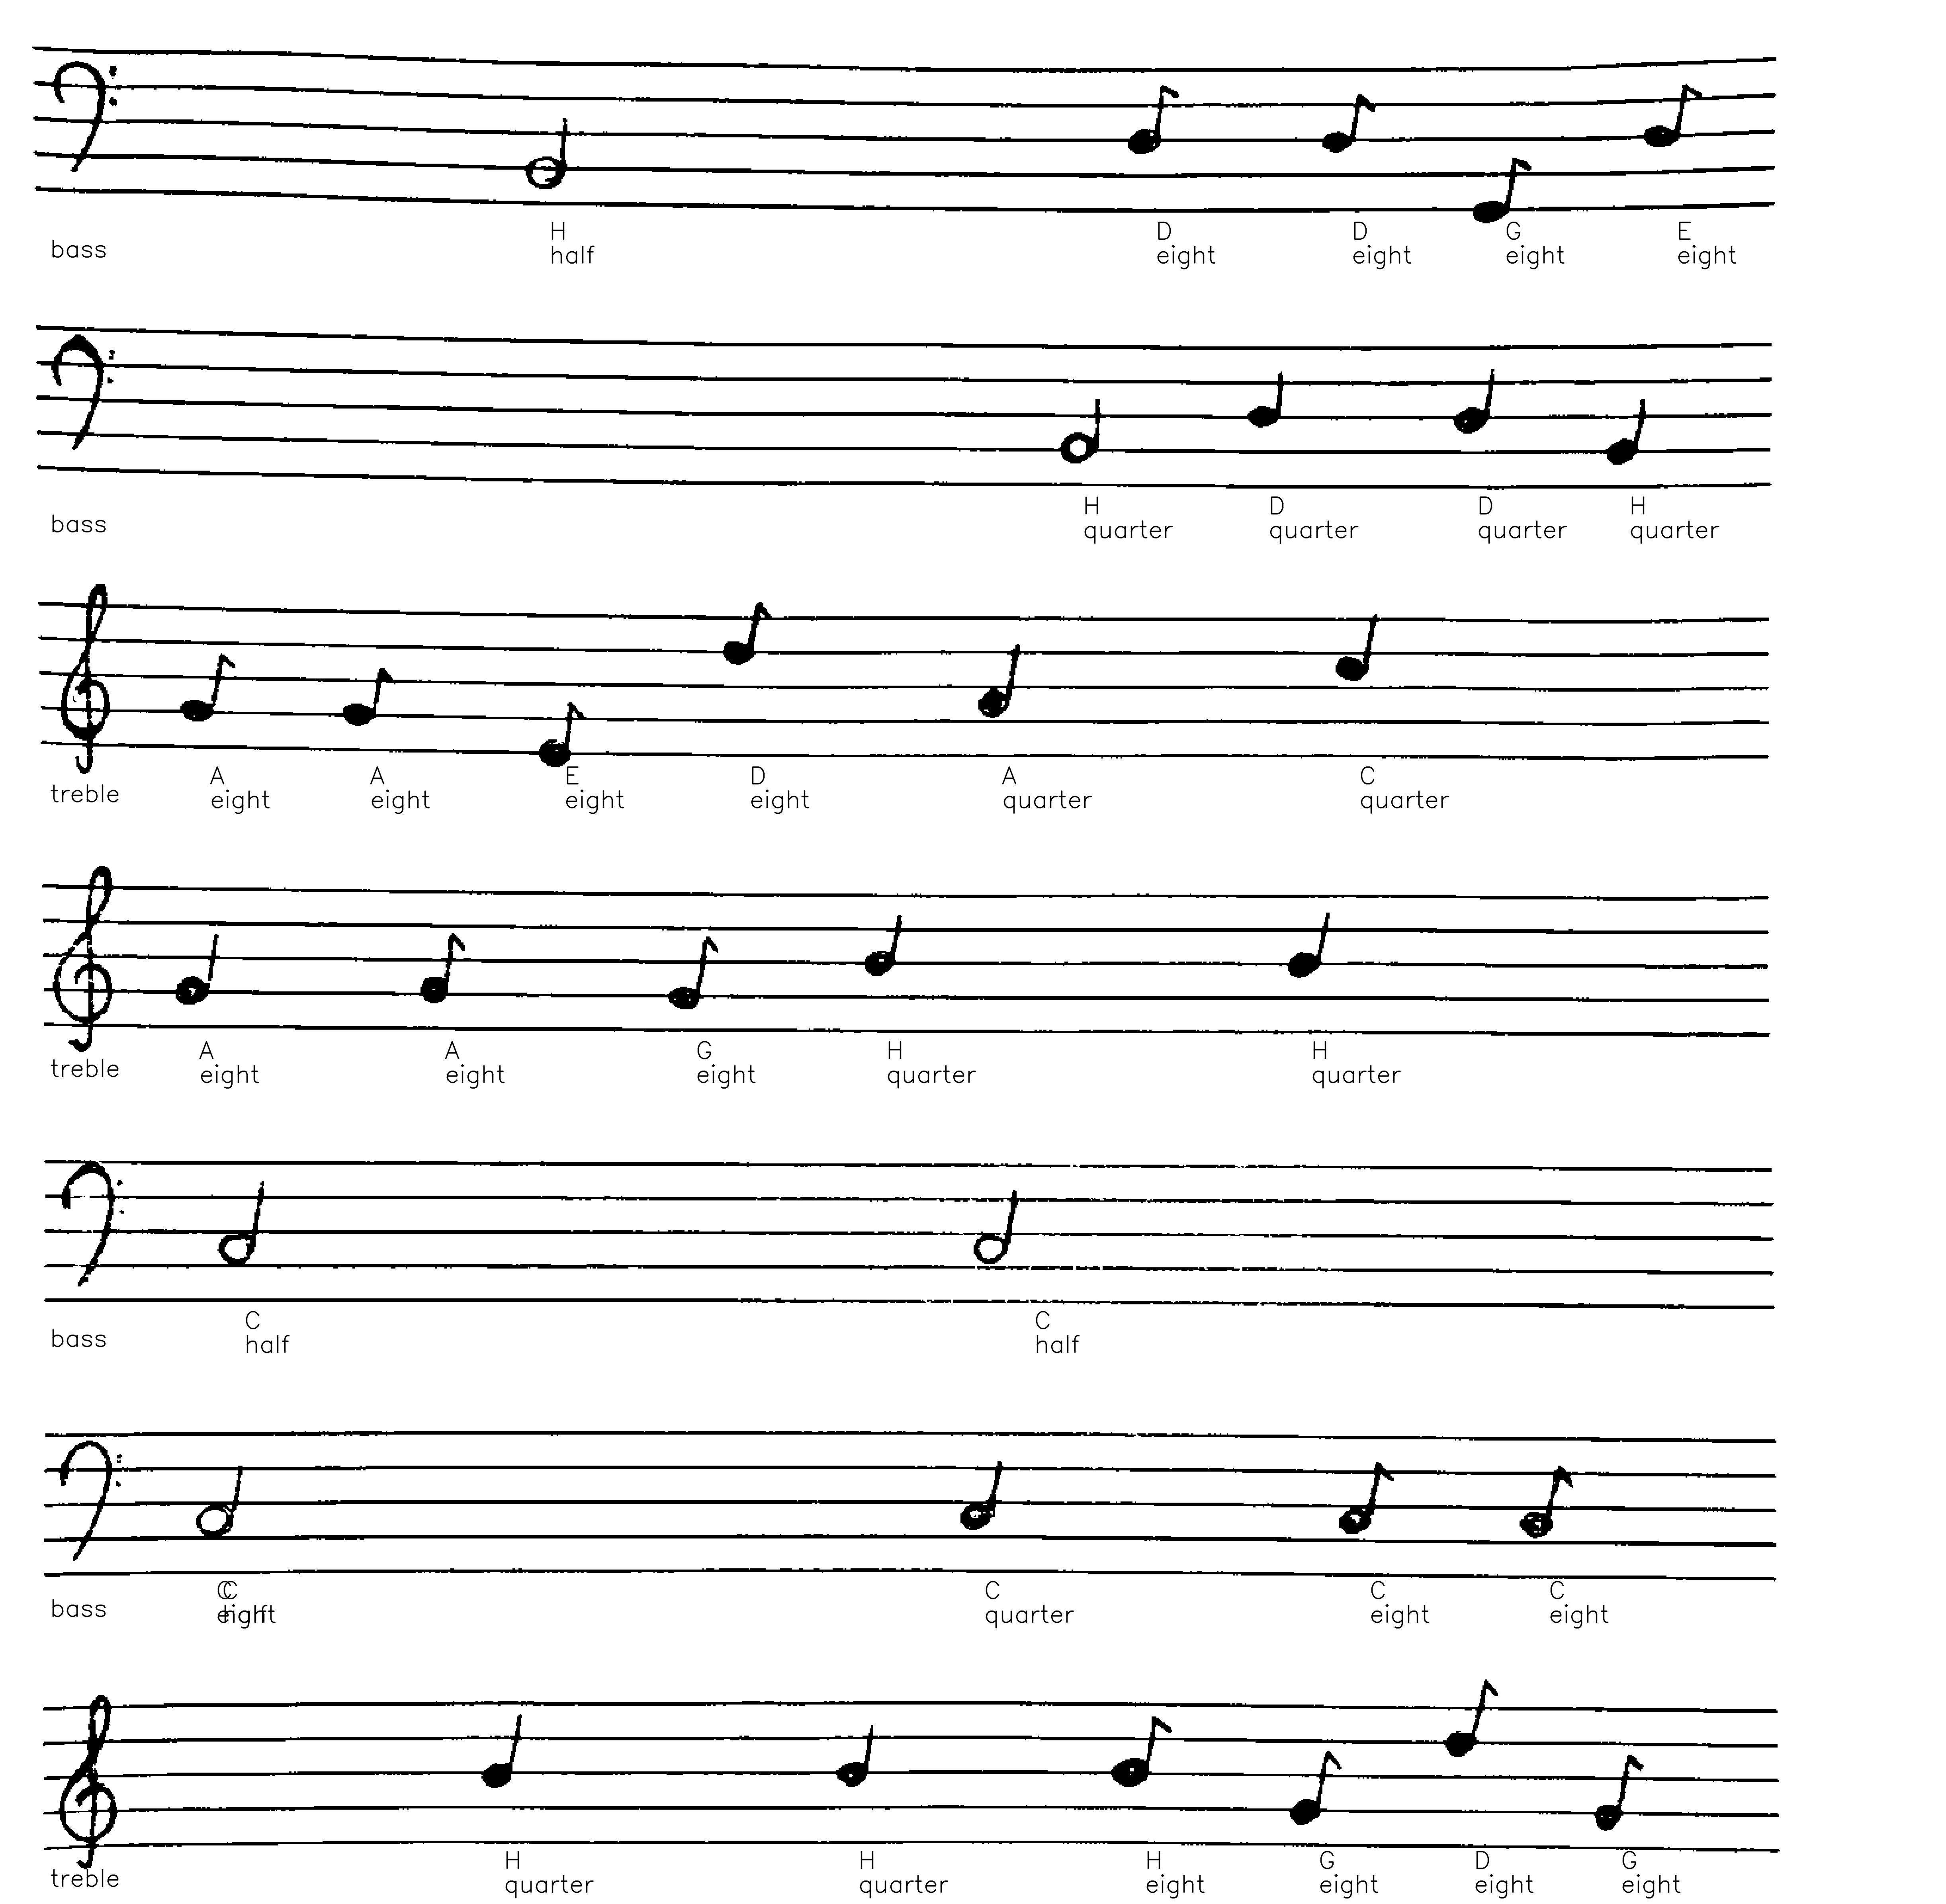 H D D G E
bass half eight eight eight eight
H D D H
bass quarter quarter quarter quarter
A A E D A C
treble eight eight eight eight quarter quarter
A A G H H
treble eight eight eight quarter quarter
C C
bass half half
C C C C
bass quarter eight eight
H H H G D G
treble quarter quarter eight eight eight eight